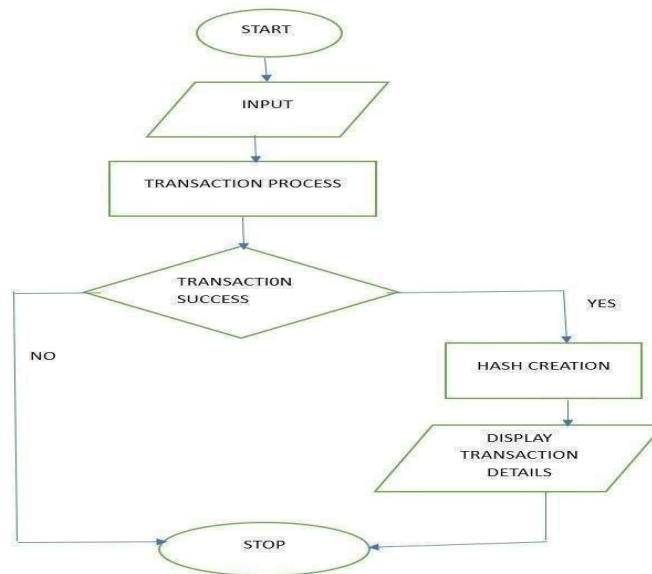 START
INPUT
TRANSACTION PROCESS
TRANSACTION
SUCCESS
YES
NO
HASH CREATION
DISPLAY
TRANSACTION
DETAILS
STOP